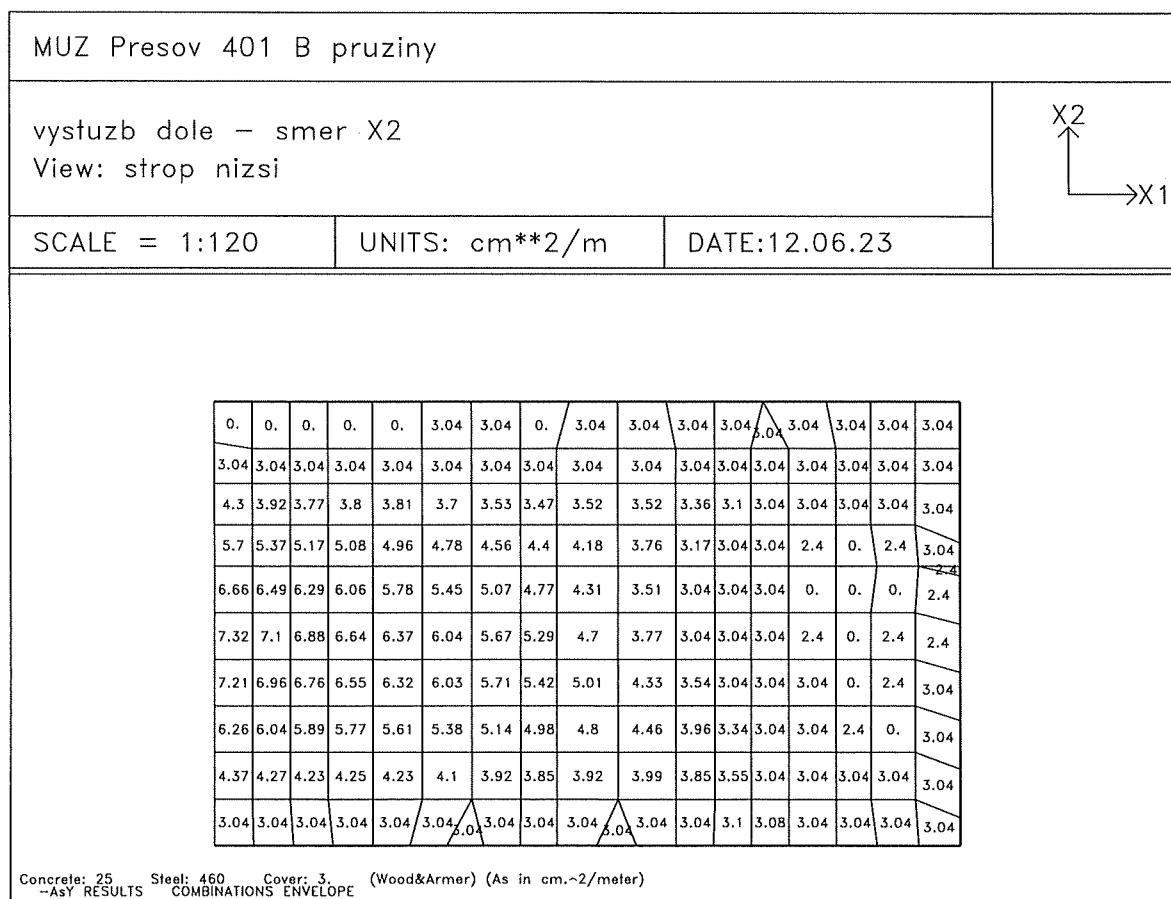 MUZ Presov 401 B pruziny
vystuzb dole – smer X2
View: strop nizsi
X2
X1
SCALE = 1:120 UNITS: cm**2/m DATE:12.06.23
0. 0. 0. 0. 0. 3.04 3.04 0. 3.04 3.04 3.04 3.04 3.04 3.04 3.04 3.04 3.04
3.04 3.04 3.04 3.04 3.04 3.04 3.04 3.04 3.04 3.04 3.04 3.04 3.04 3.04 3.04 3.04 3.04
4.3 3.92 3.77 3.8 3.81 3.7 3.53 3.47 3.52 3.52 3.36 3.1 3.04 3.04 3.04 3.04 3.04
5.7 5.37 5.17 5.08 4.96 4.78 4.56 4.4 4.18 3.76 3.17 3.04 3.04 2.4 0. 2.4 3.04
2.4
6.66 6.49 6.29 6.06 5.78 5.45 5.07 4.77 4.31 3.51 3.04 3.04 3.04 0. 0. 0. 2.4
7.32 7.1 6.88 6.64 6.37 6.04 5.67 5.29 4.7 3.77 3.04 3.04 3.04 2.4 0. 2.4 2.4
7.21 6.96 6.76 6.55 6.32 6.03 5.71 5.42 5.01 4.33 3.54 3.04 3.04 3.04 0. 2.4 3.04
6.26 6.04 5.89 5.77 5.61 5.38 5.14 4.98 4.8 4.46 3.96 3.34 3.04 3.04 2.4 0. 3.04
4.37 4.27 4.23 4.25 4.23 4.1 3.92 3.85 3.92 3.99 3.85 3.55 3.04 3.04 3.04 3.04 3.04
3.04 3.04 3.04 3.04 3.04 3.04 3.04 3.04 3.04 3.04 3.04 3.04 3.04 3.1 3.08 3.04 3.04 3.04 3.04
Concrete: 25 Steel: 460 Cover: 3. (Wood&Armer) (As in cm.~2/meter)
--AsY RESULTS COMBINATIONS ENVELOPE